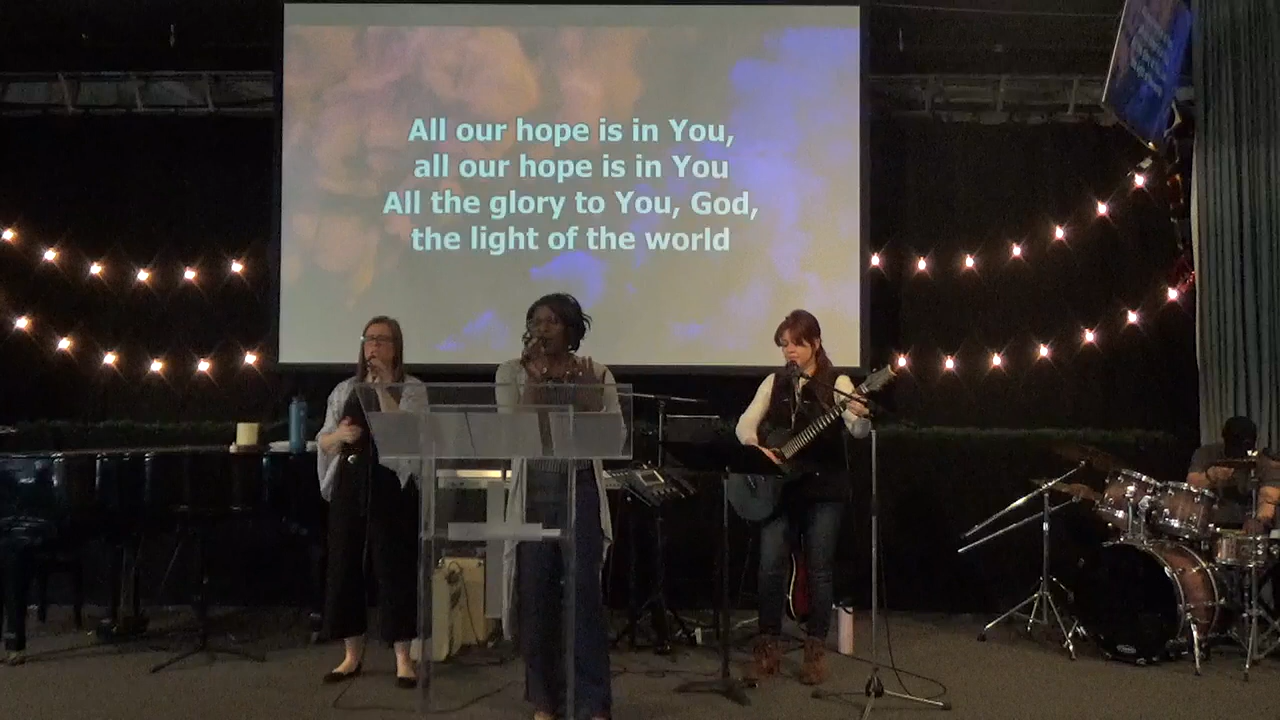 All our hope is in You,
all our hope is in You
All the glory to You, God,
the light of the world